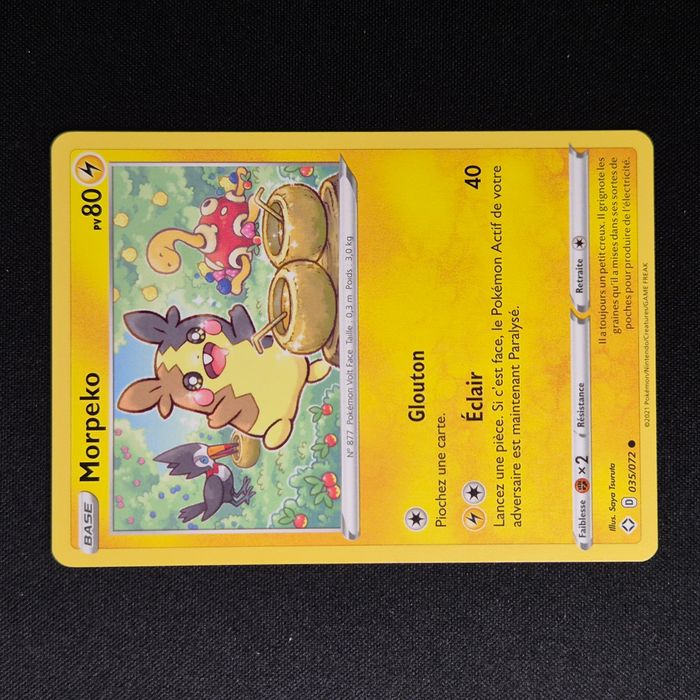 BASE
Morpeko
PV 80
N° 877 Pokémon Volt Face Taille : 0,3 m Poids : 3,0 kg
Glouton
Piochez une carte.
Éclair 40
Lancez une pièce. Si c'est face, le Pokémon Actif de votre
adversaire est maintenant Paralysé.
Faiblesse ×2 Résistance Retraite
Illus. Saya Tsuruta
D 035/072
Il a toujours un petit creux. Il grignote les
graines qu'il a mises dans ses sortes de
poches pour produire de l'électricité.
©2021 Pokémon/Nintendo/Creatures/GAME FREAK